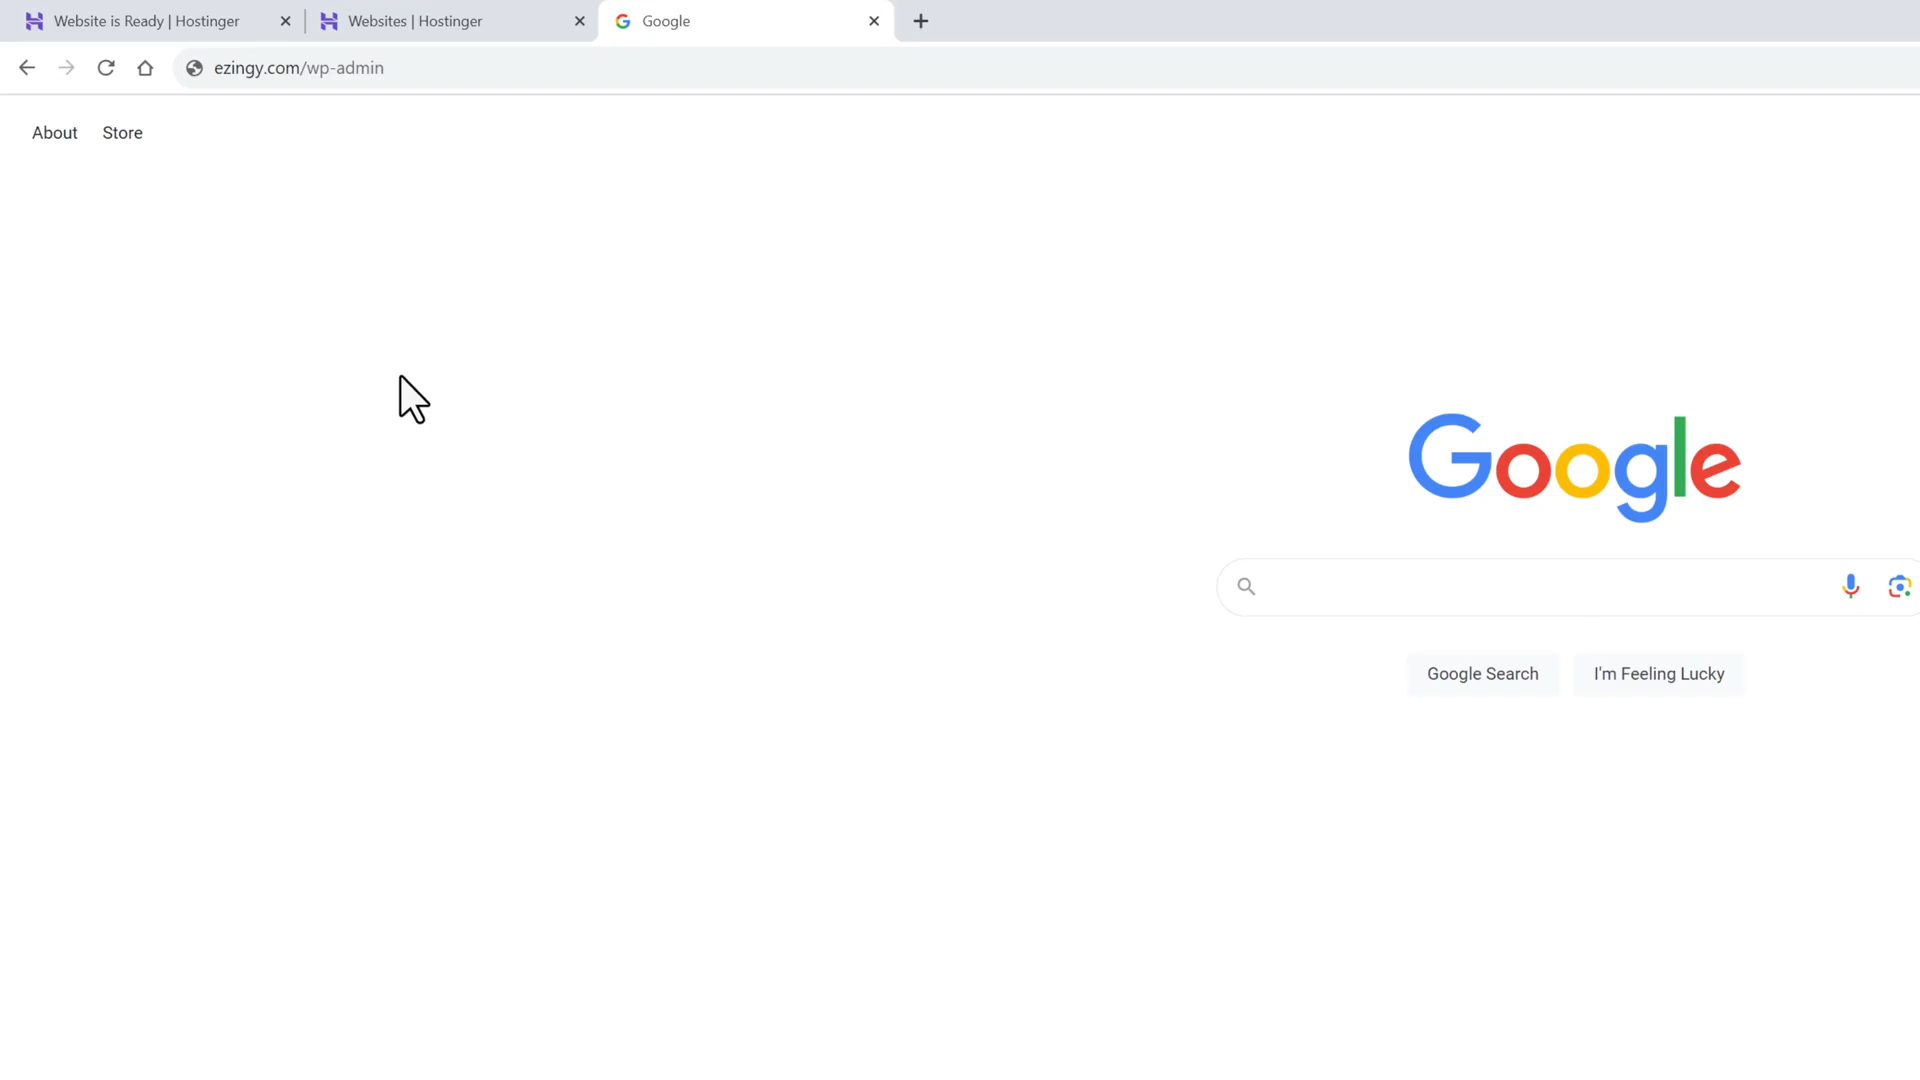 Website is Ready | Hostinger
Websites | Hostinger
Google
ezingy.com/wp-admin
About Store
Google
Google Search I'm Feeling Lucky